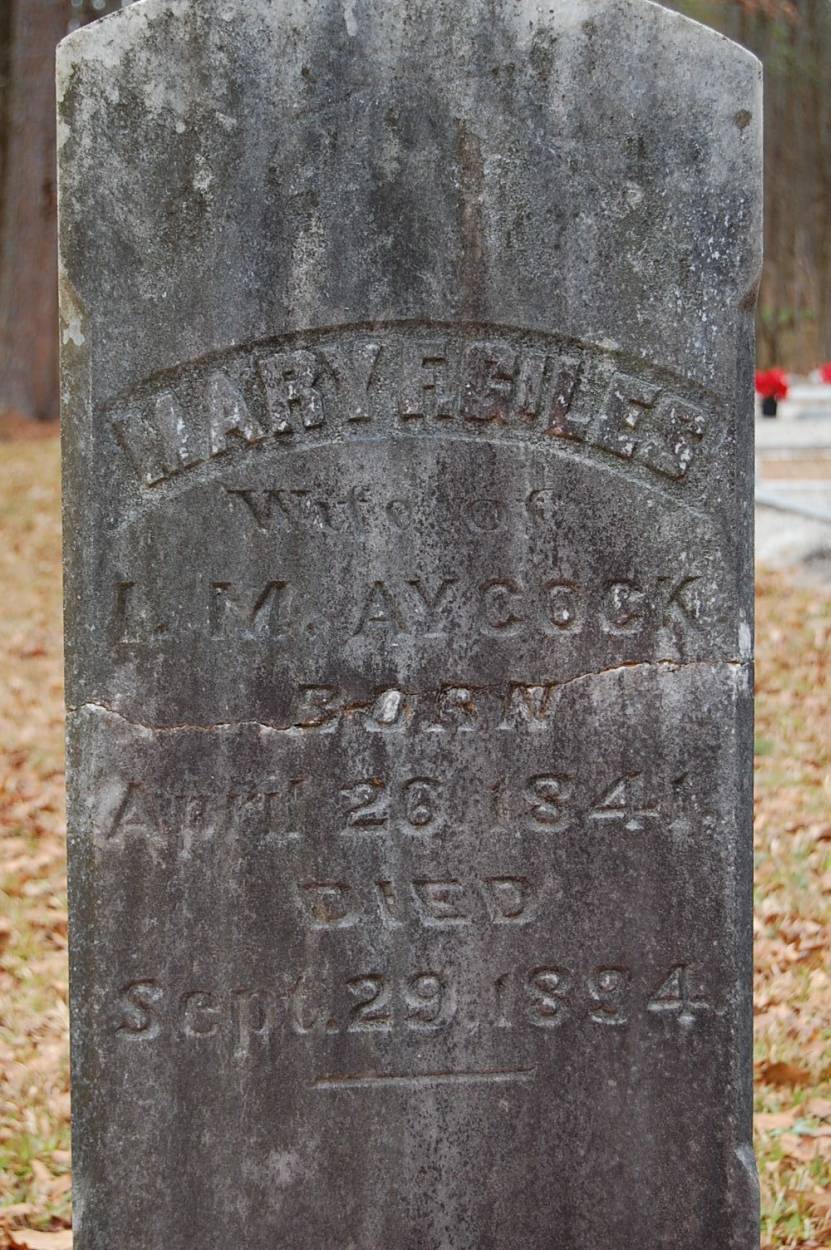 MARY F. GILES
Wife of
I. M. AYCOCK
BORN
April 26, 1841.
DIED
Sept. 29, 1894.